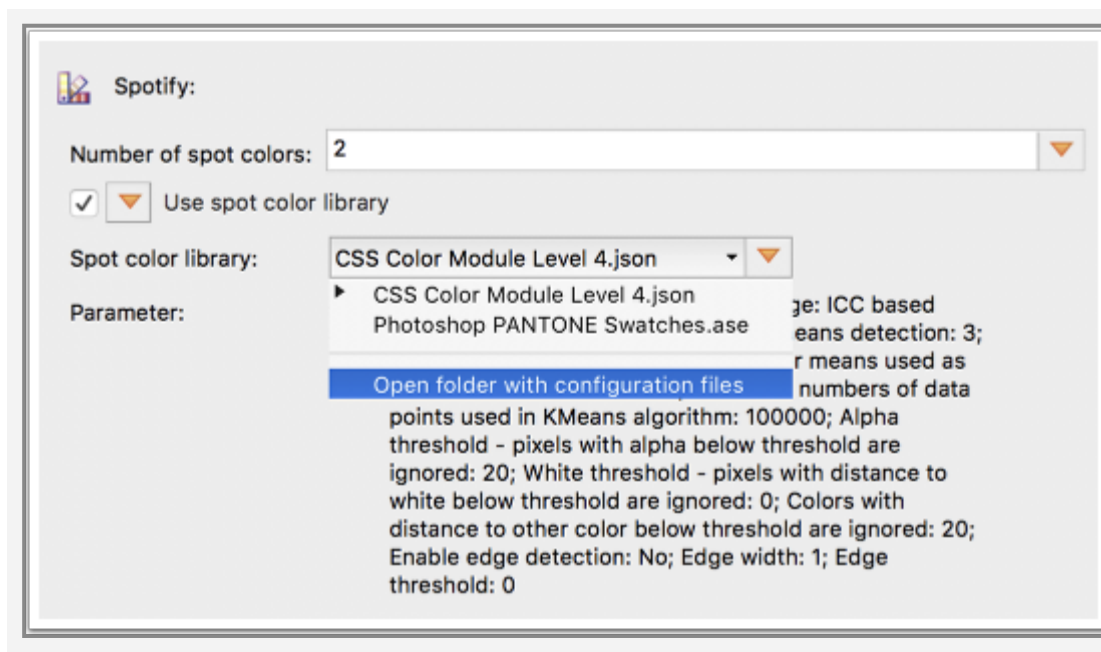 Spotify:
Number of spot colors: 2
Use spot color library
Spot color library: CSS Color Module Level 4.json
CSS Color Module Level 4.json
Photoshop PANTONE Swatches.ase
Open folder with configuration files
Parameter:
ge: ICC based
eans detection: 3;
r means used as
numbers of data
points used in KMeans algorithm: 100000; Alpha
threshold - pixels with alpha below threshold are
ignored: 20; White threshold - pixels with distance to
white below threshold are ignored: 0; Colors with
distance to other color below threshold are ignored: 20;
Enable edge detection: No; Edge width: 1; Edge
threshold: 0